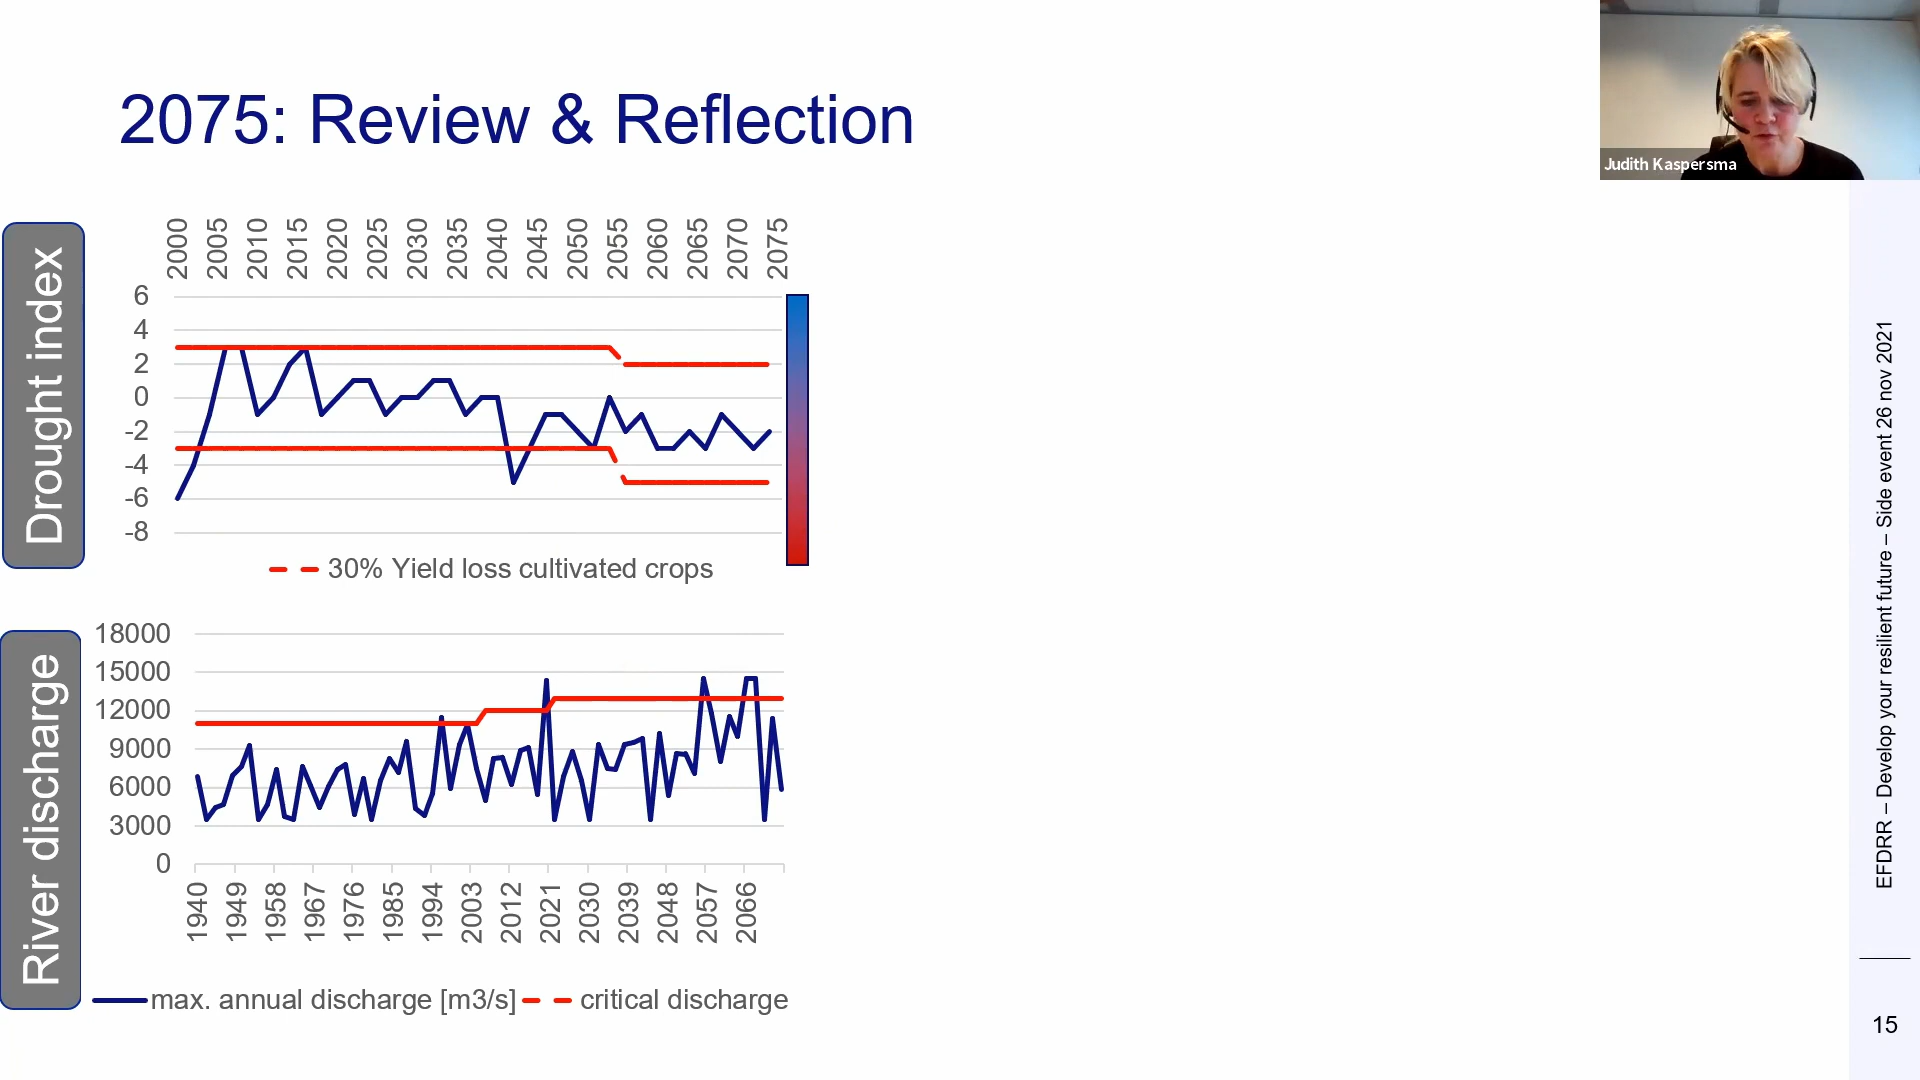 2075: Review & Reflection
Judith Kaspersma
Drought index
2000 2005 2010 2015 2020 2025 2030 2035 2040 2045 2050 2055 2060 2065 2070 2075
6
4
2
0
-2
-4
-6
-8
30% Yield loss cultivated crops
River discharge
18000
15000
12000
9000
6000
3000
0
1940 1949 1958 1967 1976 1985 1994 2003 2012 2021 2030 2039 2048 2057 2066
max. annual discharge [m3/s] critical discharge
EFDRR – Develop your resilient future – Side event 26 nov 2021
15